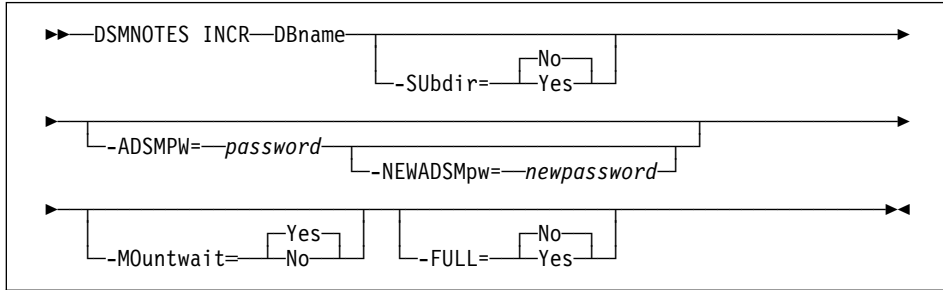 DSMNOTES INCR DBname
No
-SUbdir= Yes
-ADSMPW= password
-NEWADSMpw= newpassword
Yes No
-MOuntwait= No -FULL= Yes